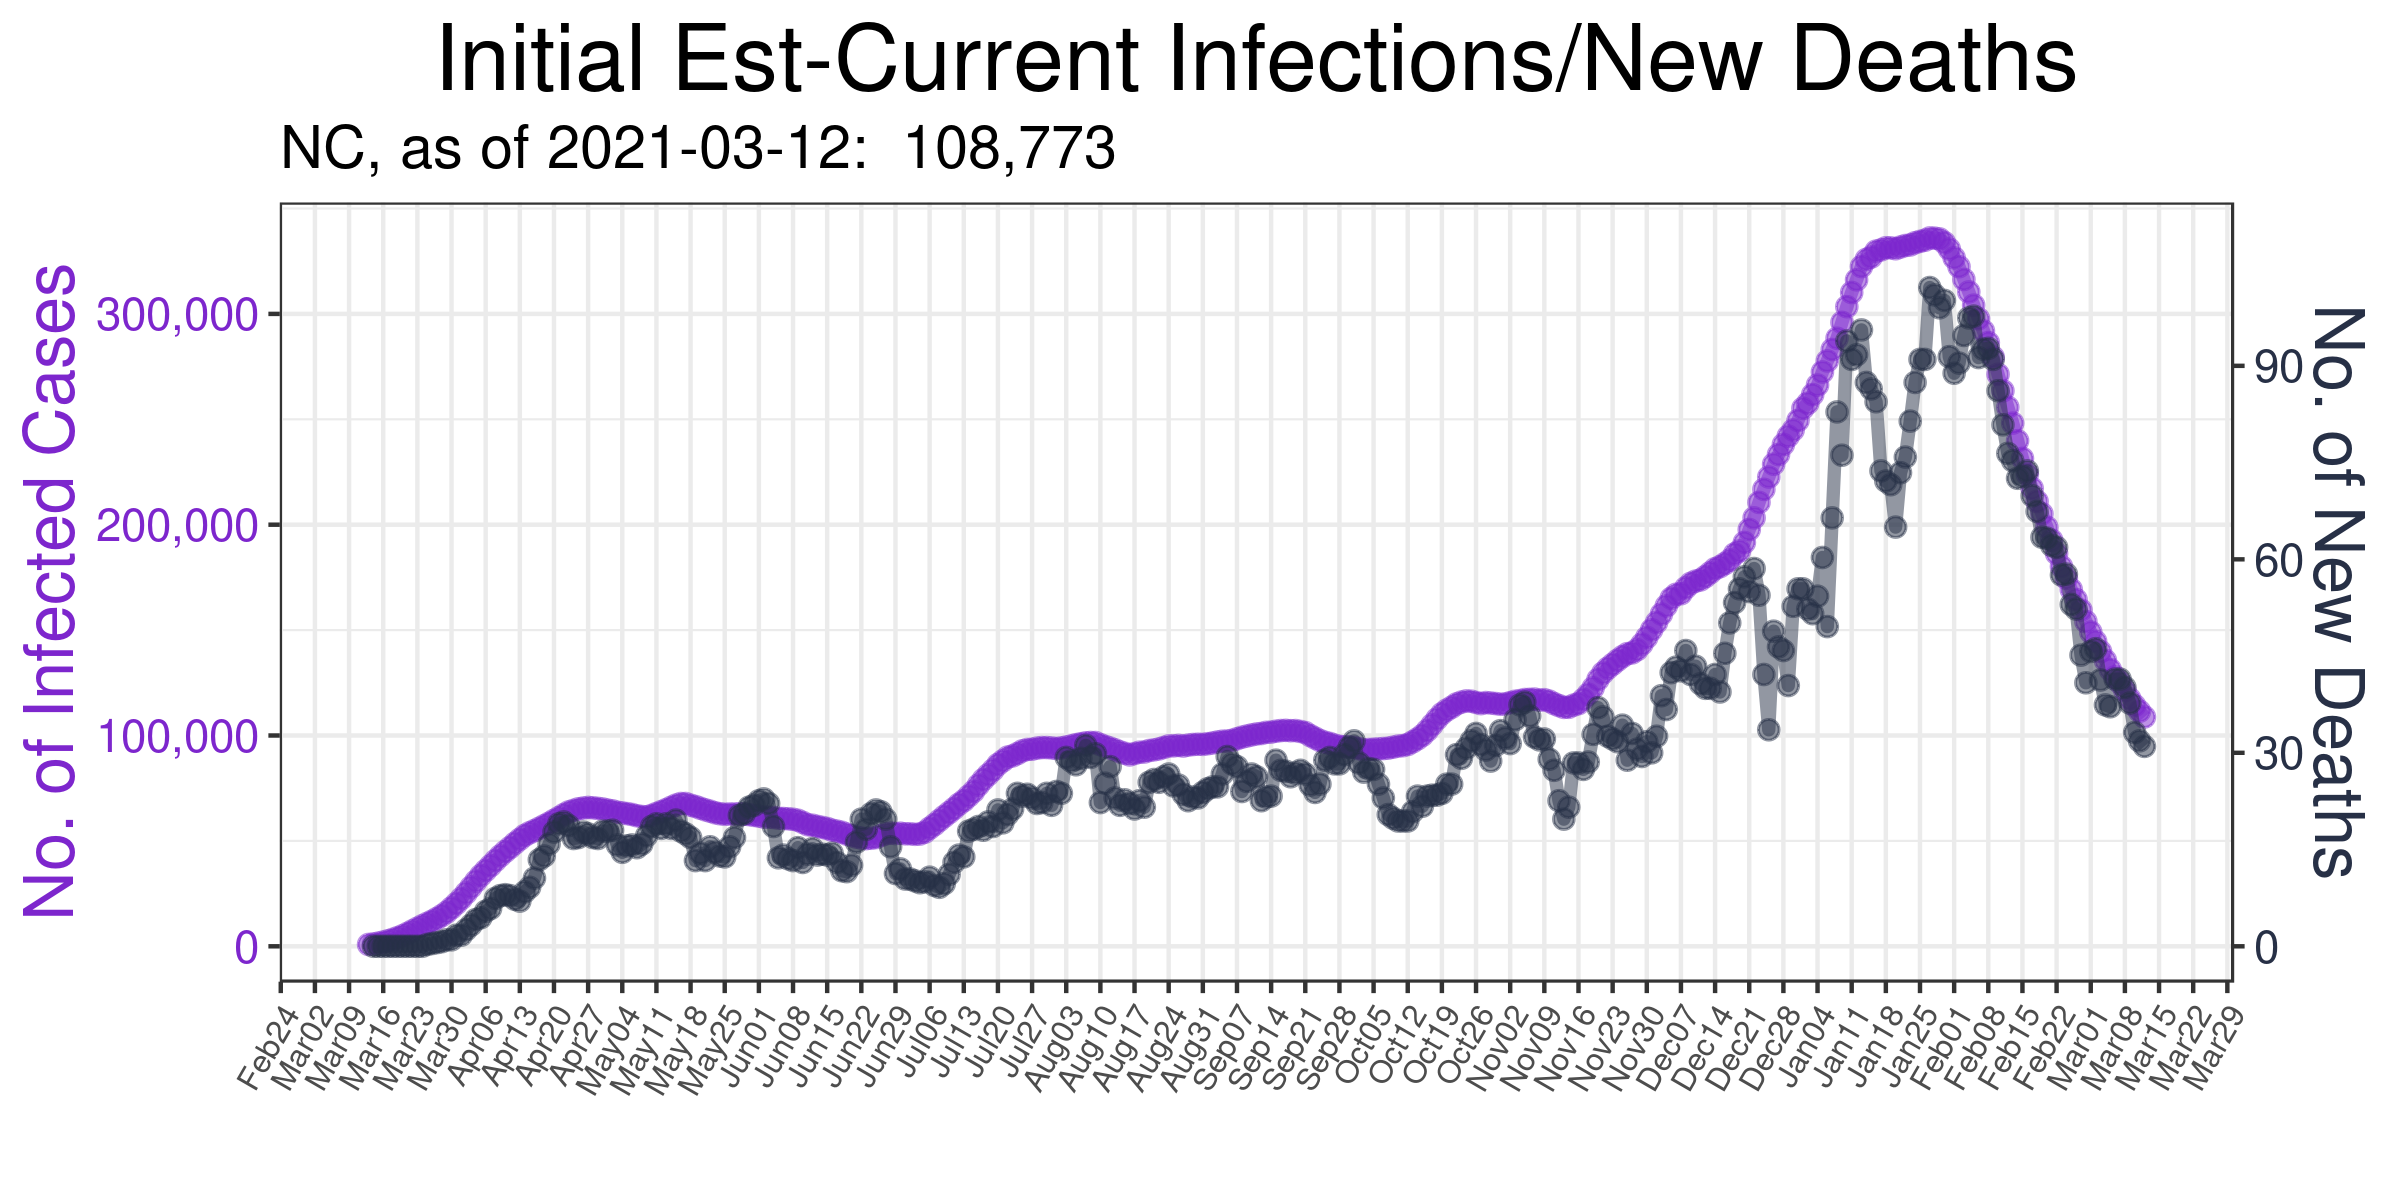 Initial Est-Current Infections/New Deaths
NC, as of 2021-03-12:  108,773
No. of Infected Cases
300,000
200,000
100,000
0
No. of New Deaths
90
60
30
0
Feb24
Mar02
Mar09
Mar16
Mar23
Mar30
Apr06
Apr13
Apr20
Apr27
May04
May11
May18
May25
Jun01
Jun08
Jun15
Jun22
Jun29
Jul06
Jul13
Jul20
Jul27
Aug03
Aug10
Aug17
Aug24
Aug31
Sep07
Sep14
Sep21
Sep28
Oct05
Oct12
Oct19
Oct26
Nov02
Nov09
Nov16
Nov23
Nov30
Dec07
Dec14
Dec21
Dec28
Jan04
Jan11
Jan18
Jan25
Feb01
Feb08
Feb15
Feb22
Mar01
Mar08
Mar15
Mar22
Mar29